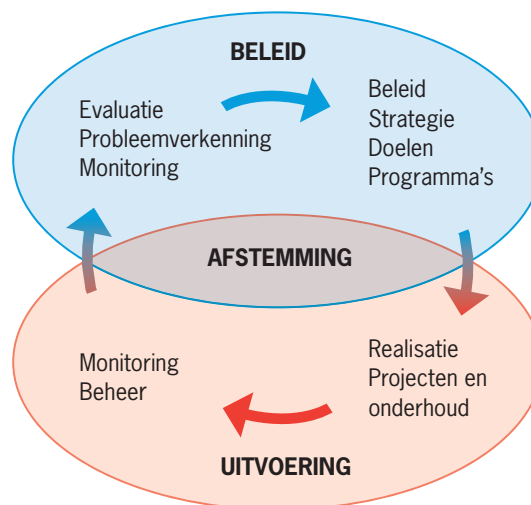 BELEID
Evaluatie
Probleemverkenning
Monitoring
Beleid
Strategie
Doelen
Programma's
AFSTEMMING
Monitoring
Beheer
Realisatie
Projecten en
onderhoud
UITVOERING